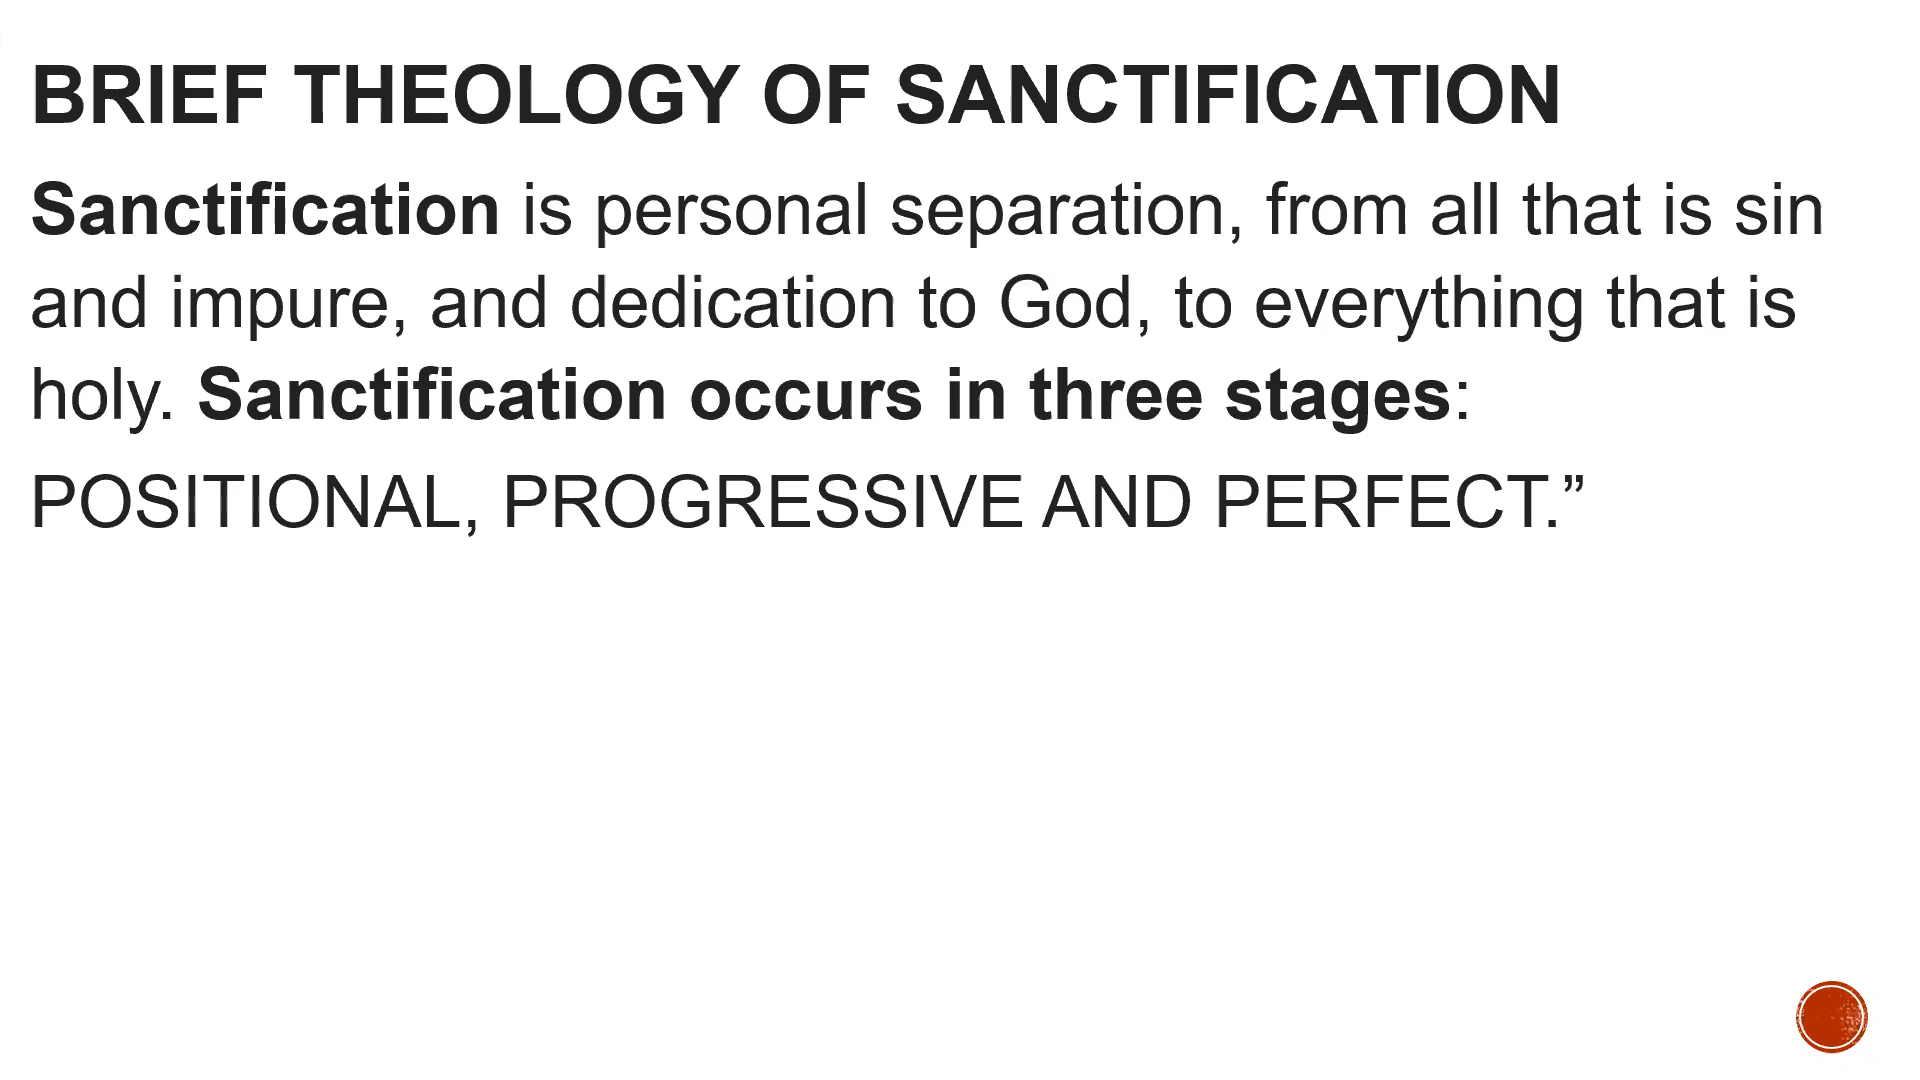 BRIEF THEOLOGY OF SANCTIFICATION
Sanctification is personal separation, from all that is sin
and impure, and dedication to God, to everything that is
holy. Sanctification occurs in three stages:
POSITIONAL, PROGRESSIVE AND PERFECT.”